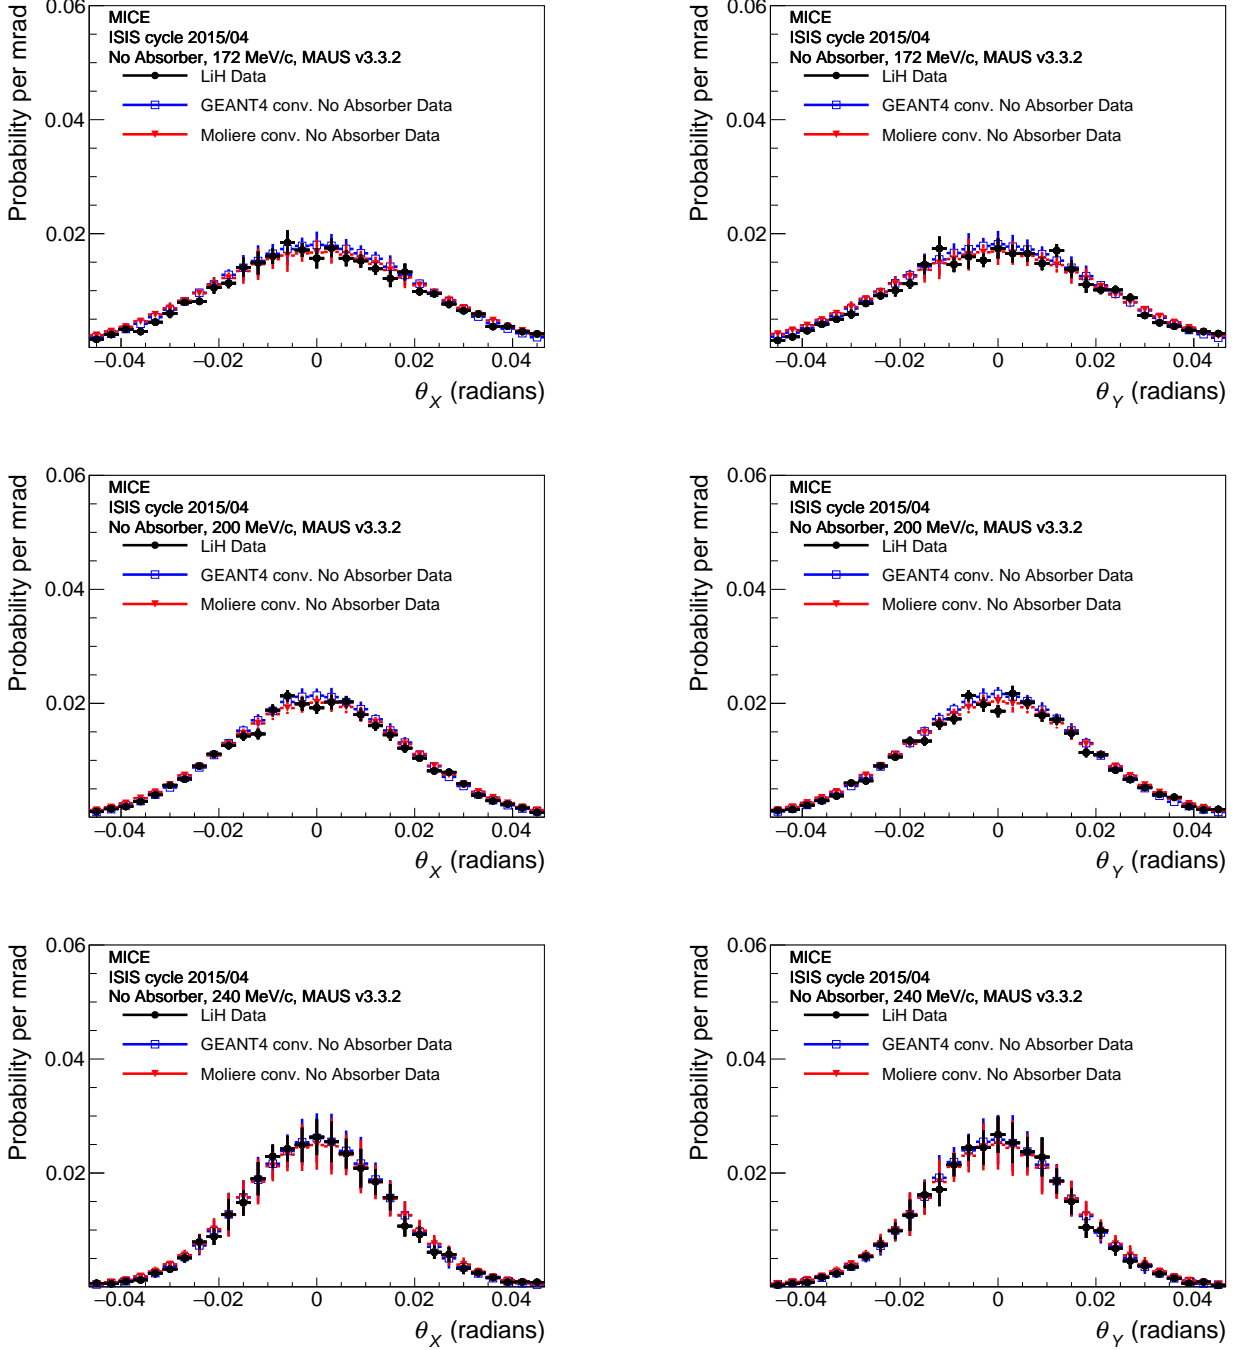 0.06
MICE
ISIS cycle 2015/04
No Absorber, 172 MeV/c, MAUS v3.3.2
LiH Data
GEANT4 conv. No Absorber Data
Moliere conv. No Absorber Data
0.04
0.02
Probability per mrad
−0.04 −0.02 0 0.02 0.04
θX (radians)
0.06
MICE
ISIS cycle 2015/04
No Absorber, 172 MeV/c, MAUS v3.3.2
LiH Data
GEANT4 conv. No Absorber Data
Moliere conv. No Absorber Data
0.04
0.02
Probability per mrad
−0.04 −0.02 0 0.02 0.04
θY (radians)
0.06
MICE
ISIS cycle 2015/04
No Absorber, 200 MeV/c, MAUS v3.3.2
LiH Data
GEANT4 conv. No Absorber Data
Moliere conv. No Absorber Data
0.04
0.02
Probability per mrad
−0.04 −0.02 0 0.02 0.04
θX (radians)
0.06
MICE
ISIS cycle 2015/04
No Absorber, 200 MeV/c, MAUS v3.3.2
LiH Data
GEANT4 conv. No Absorber Data
Moliere conv. No Absorber Data
0.04
0.02
Probability per mrad
−0.04 −0.02 0 0.02 0.04
θY (radians)
0.06
MICE
ISIS cycle 2015/04
No Absorber, 240 MeV/c, MAUS v3.3.2
LiH Data
GEANT4 conv. No Absorber Data
Moliere conv. No Absorber Data
0.04
0.02
Probability per mrad
−0.04 −0.02 0 0.02 0.04
θX (radians)
0.06
MICE
ISIS cycle 2015/04
No Absorber, 240 MeV/c, MAUS v3.3.2
LiH Data
GEANT4 conv. No Absorber Data
Moliere conv. No Absorber Data
0.04
0.02
Probability per mrad
−0.04 −0.02 0 0.02 0.04
θY (radians)